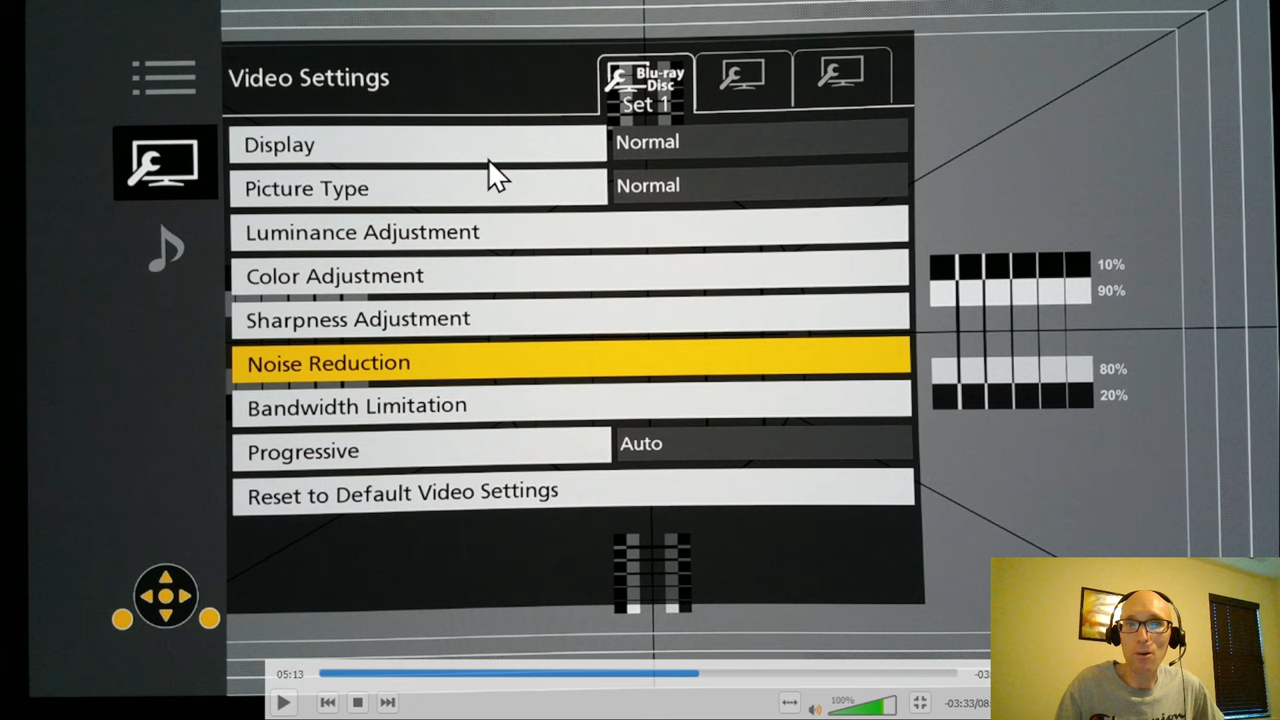 Video Settings
Blu-ray
Disc
Set 1
Display
Normal
Picture Type
Normal
Luminance Adjustment
Color Adjustment
Sharpness Adjustment
Noise Reduction
Bandwidth Limitation
Progressive
Auto
Reset to Default Video Settings
10%
90%
80%
20%
05:13
100%
-03:33/08